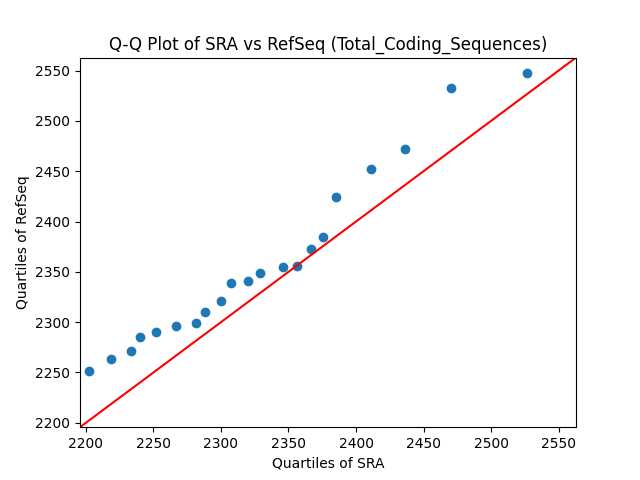 Q-Q Plot of SRA vs RefSeq (Total_Coding_Sequences)
2550
2500
2450
2400
2350
2300
2250
2200
Quartiles of RefSeq
2200 2250 2300 2350 2400 2450 2500 2550
Quartiles of SRA